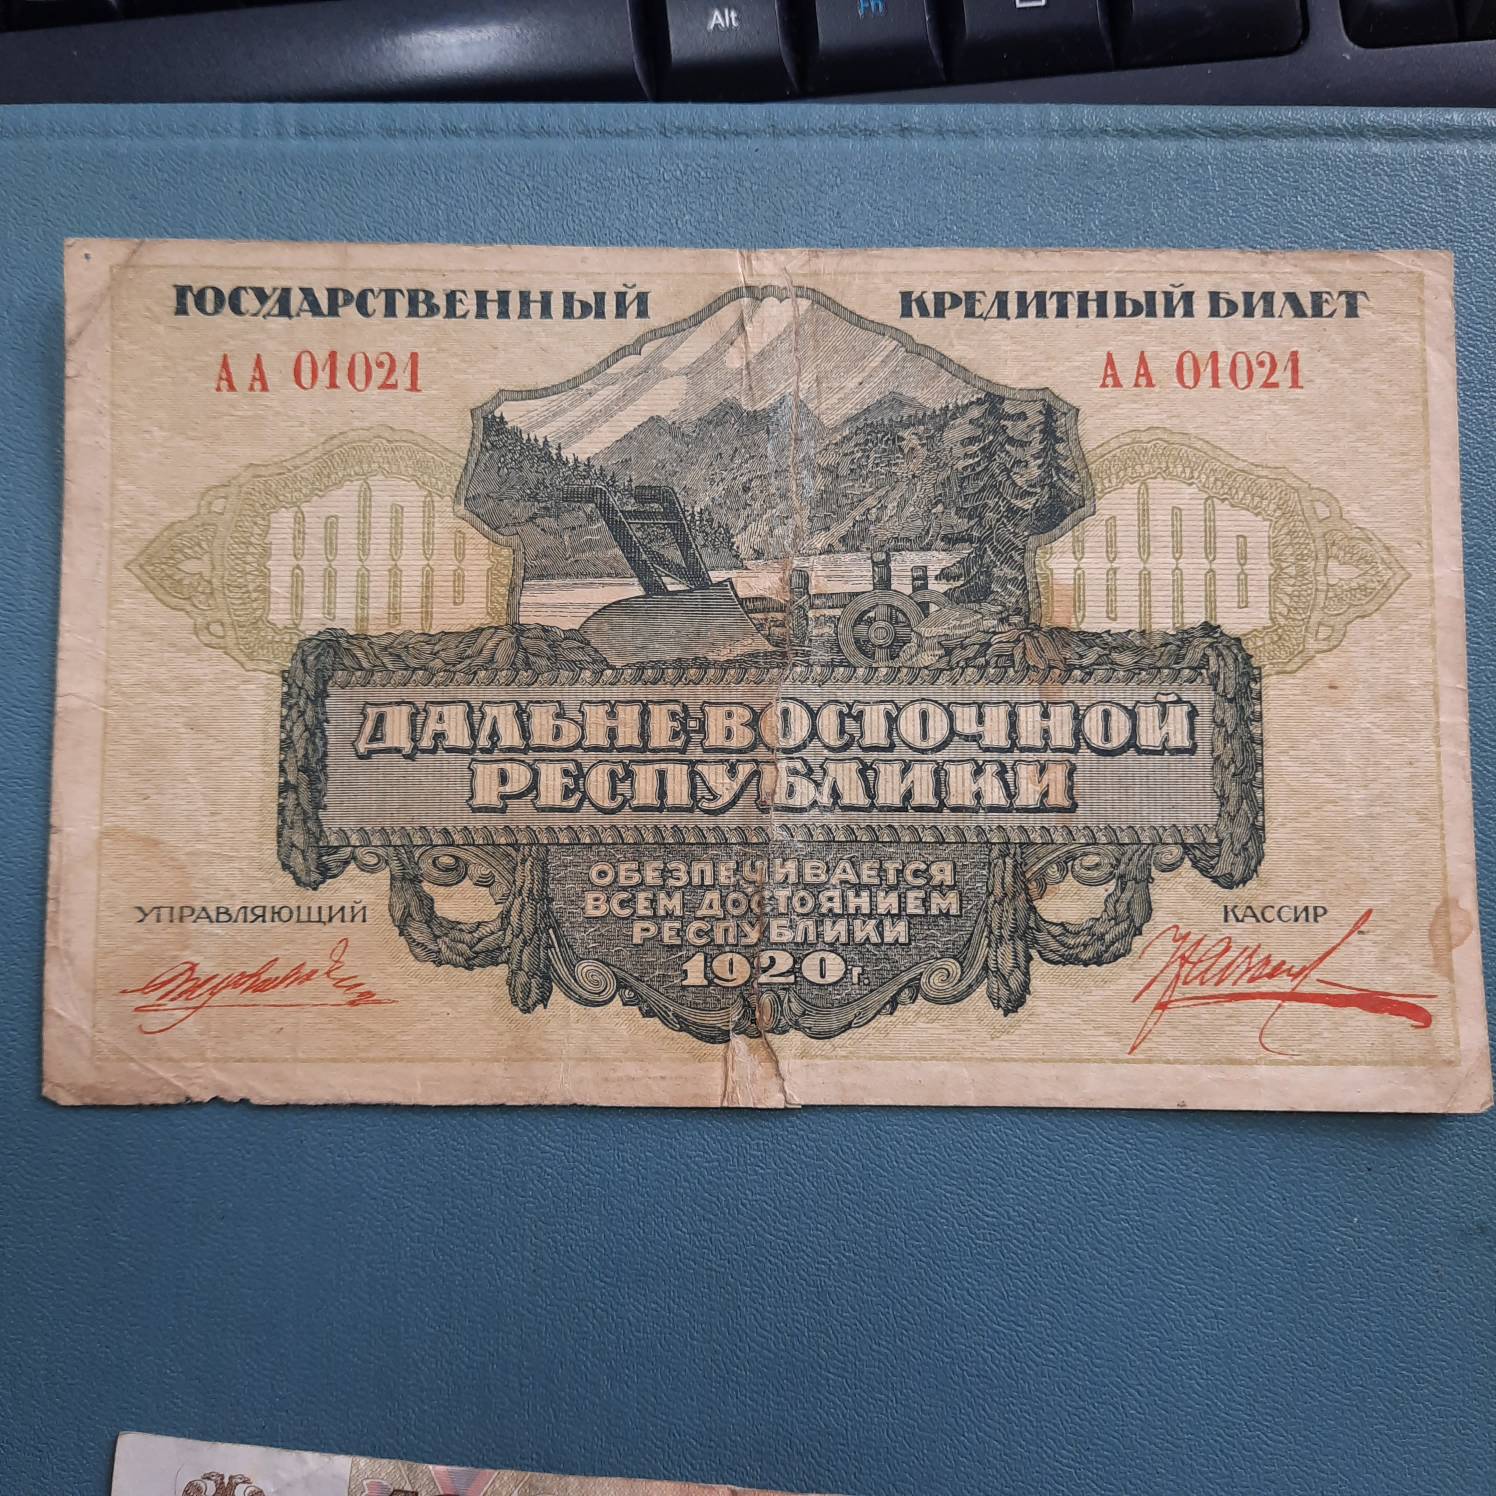 Alt
Fn
ГОСУДАРСТВЕННЫЙ КРЕДИТНЫЙ БИЛЕТ
АА 01021 АА 01021
1000 1000
ДАЛЬНЕ-ВОСТОЧНОЙ
РЕСПУБЛИКИ
ОБЕЗПЕЧИВАЕТСЯ
ВСЕМ ДОСТОЯНИЕМ
РЕСПУБЛИКИ
1920г.
УПРАВЛЯЮЩИЙ КАССИР